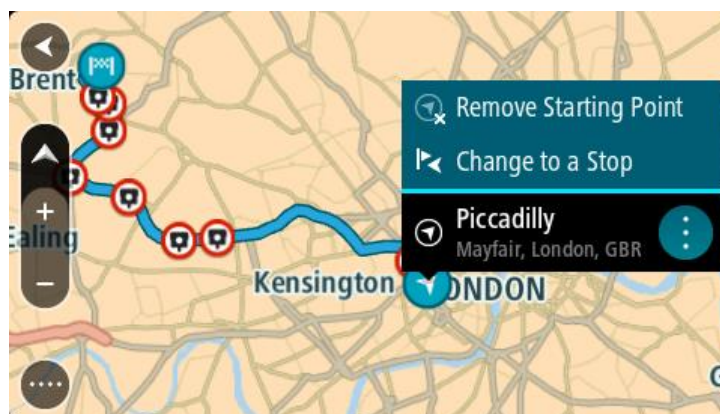 Brent
Remove Starting Point
Change to a Stop
Piccadilly
Mayfair, London, GBR
+
Ealing
–
Kensington
ONDON
G